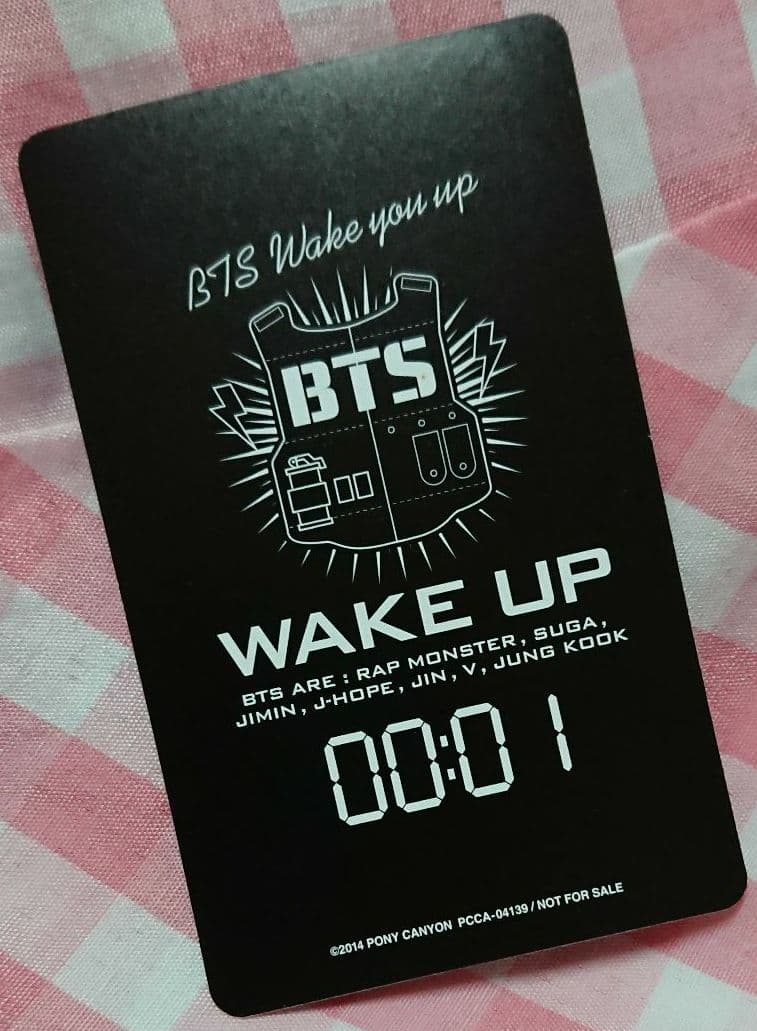 BTS Wake you up
BTS
WAKE UP
BTS ARE : RAP MONSTER, SUGA,
JIMIN, J-HOPE, JIN, V, JUNG KOOK
00:01
©2014 PONY CANYON PCCA-04139 / NOT FOR SALE